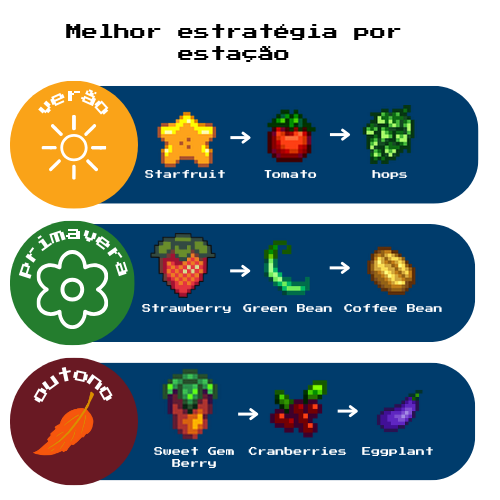 Melhor estratégia por
estação
verão
Starfruit
Tomato
hops
primavera
Strawberry
Green Bean
Coffee Bean
outono
Sweet Gem
Berry
Cranberries
Eggplant